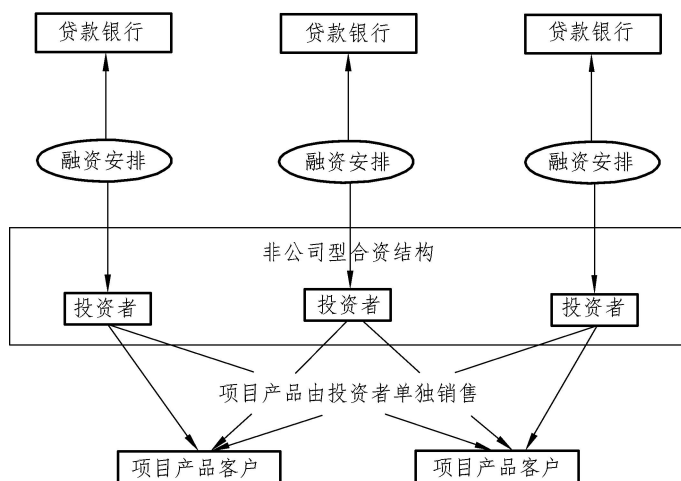 贷款银行
贷款银行
贷款银行
融资安排
融资安排
融资安排
非公司型合资结构
投资者
投资者
投资者
项目产品由投资者单独销售
项目产品客户
项目产品客户